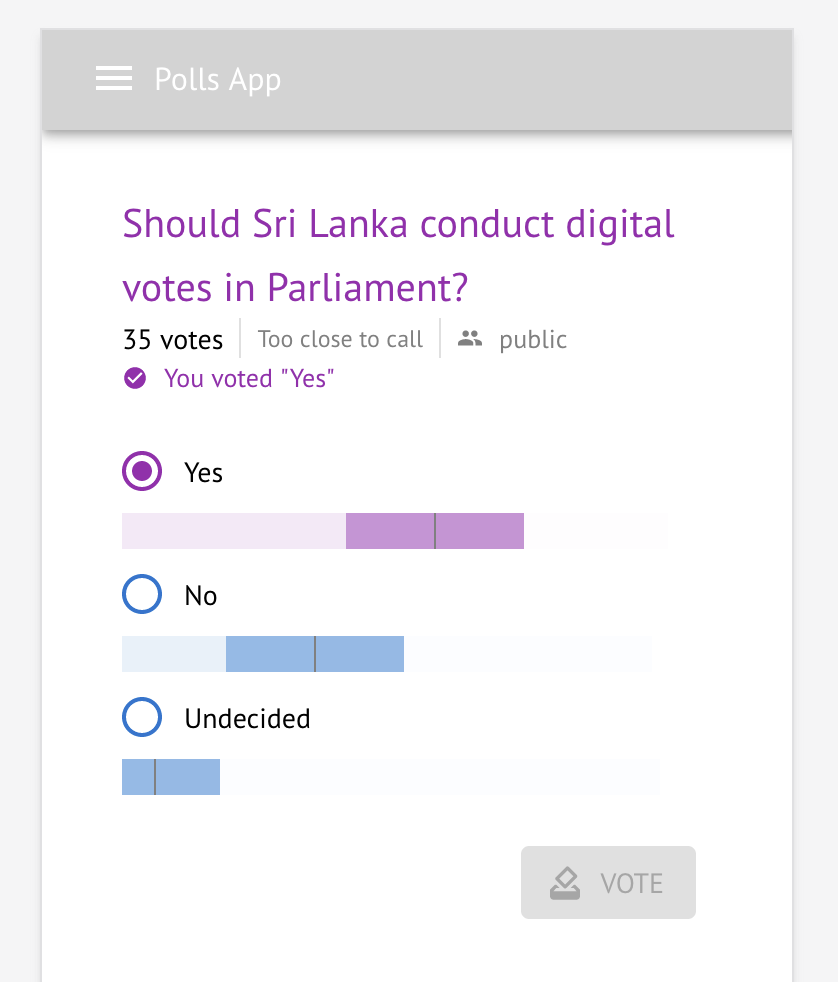 Polls App
Should Sri Lanka conduct digital
votes in Parliament?
35 votes Too close to call public
You voted "Yes"
Yes
No
Undecided
VOTE